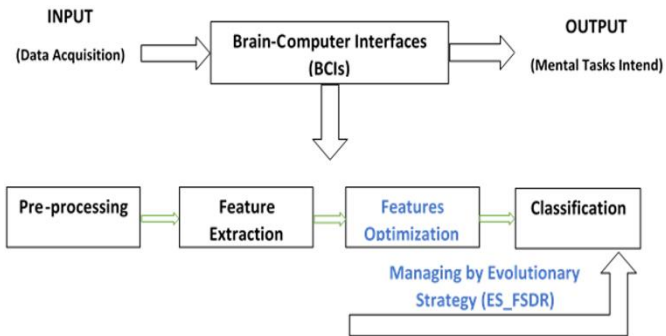 INPUT
(Data Acquisition)
Brain-Computer Interfaces
(BCIs)
OUTPUT
(Mental Tasks Intend)
Pre-processing
Feature
Extraction
Features
Optimization
Classification
Managing by Evolutionary
Strategy (ES_FSDR)